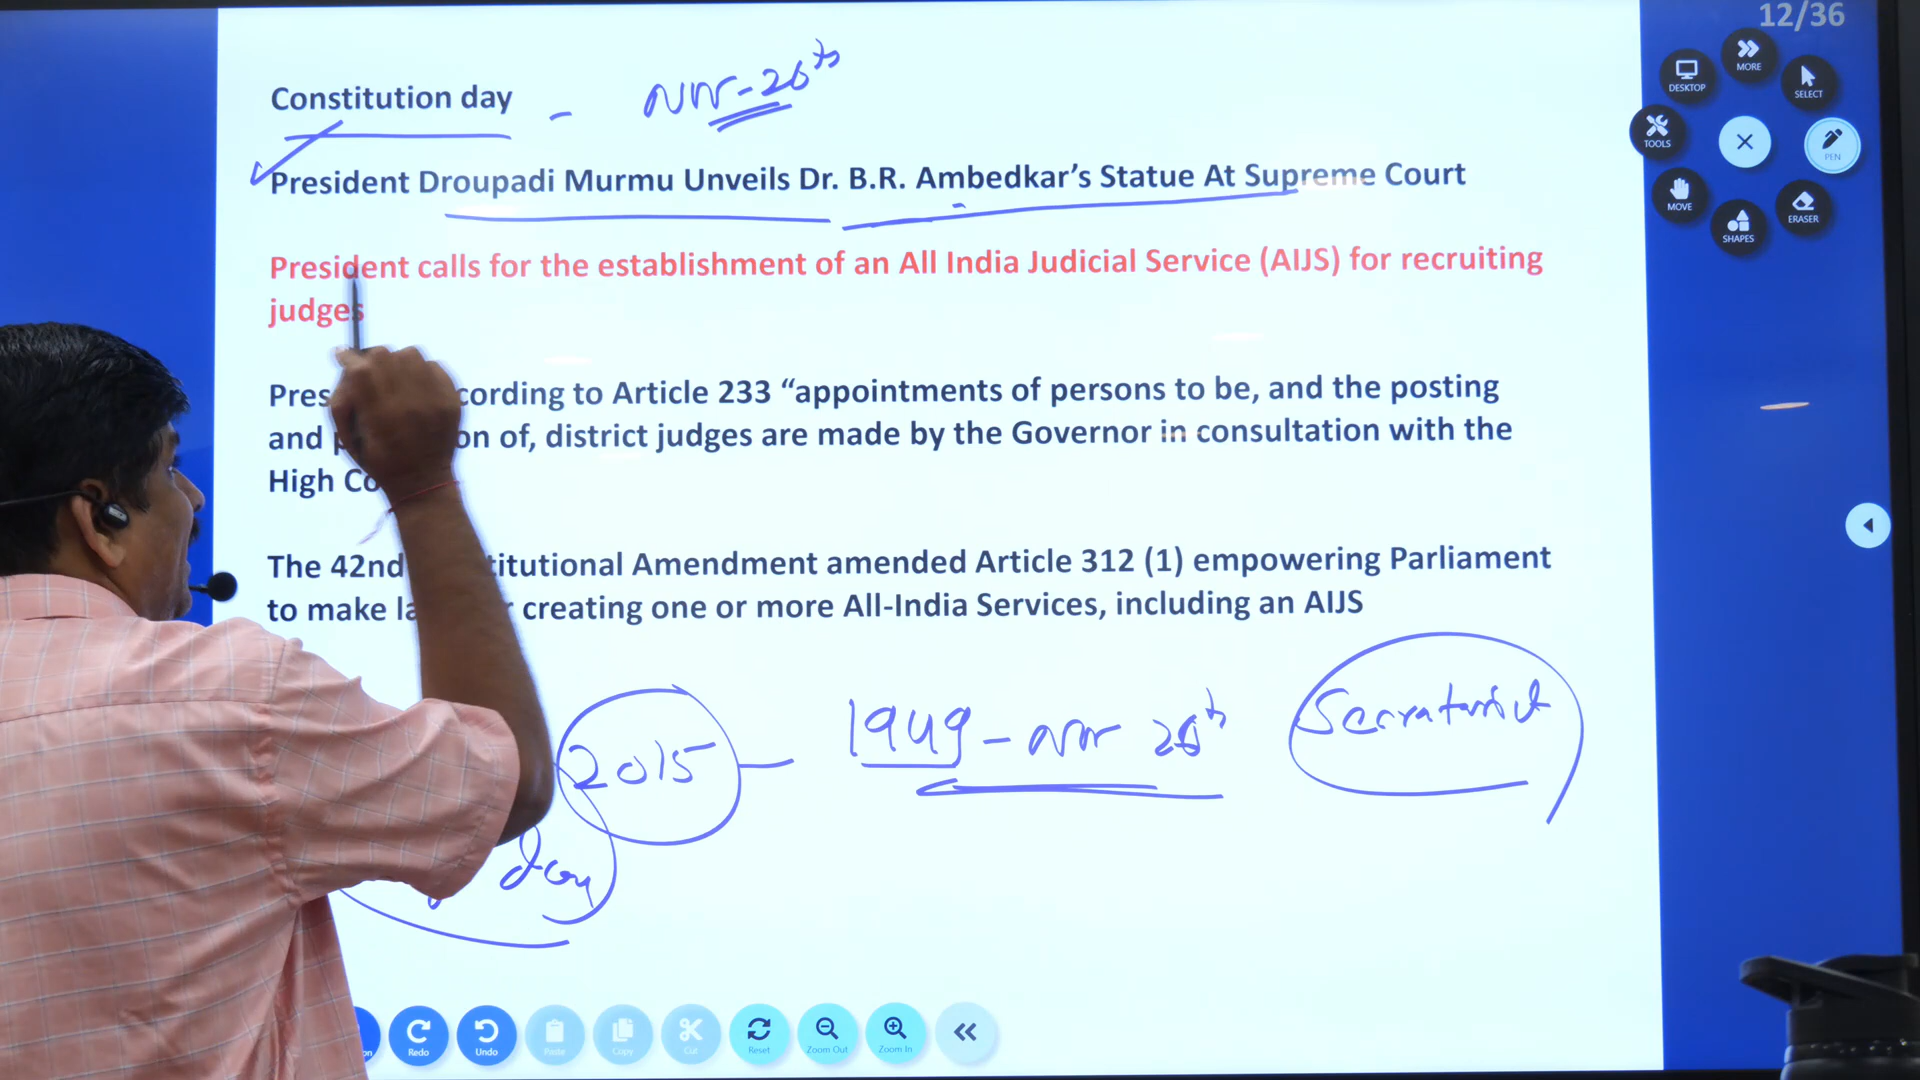 12/36
Constitution day - Nov-26th
President Droupadi Murmu Unveils Dr. B.R. Ambedkar's Statue At Supreme Court
President calls for the establishment of an All India Judicial Service (AIJS) for recruiting
judges
Pres cording to Article 233 “appointments of persons to be, and the posting
and p on of, district judges are made by the Governor in consultation with the
High Co
The 42nd titutional Amendment amended Article 312 (1) empowering Parliament
to make la creating one or more All-India Services, including an AIJS
2015 - 1949 - Nov 26th
day
MORE
DESKTOP
SELECT
TOOLS
PEN
MOVE
ERASER
SHAPES
on
Redo
Undo
Paste
Copy
Cut
Reset
Zoom Out
Zoom In